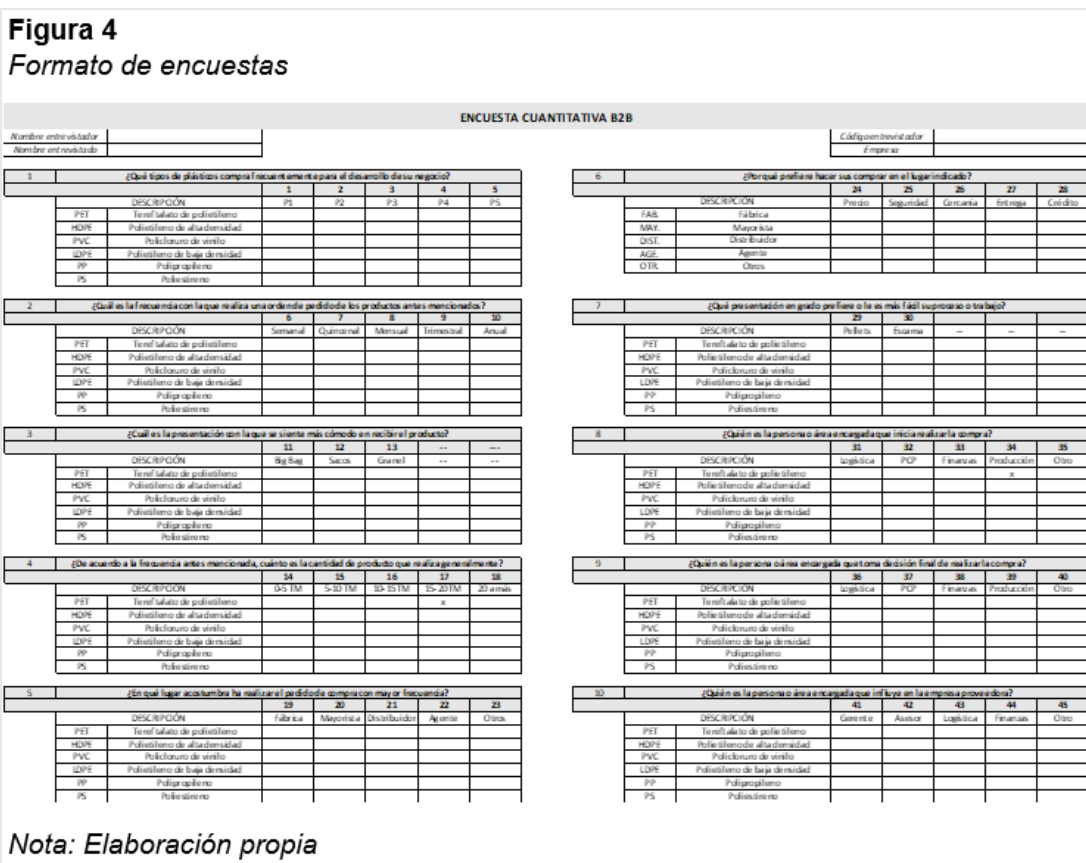 Figura 4
Formato de encuestas
ENCUESTA CUANTITATIVA B2B
Nombre entrevistador
Nombre entrevistado
Código entrevistador
Empresa
1 ¿Qué tipos de plásticos compra frecuentemente para el desarrollo de su negocio?
1 2 3 4 5
DESCRIPCIÓN P1 P2 P3 P4 P5
PET Tereftalato de polietileno
HDPE Polietileno de alta densidad
PVC Policloruro de vinilo
LDPE Polietileno de baja densidad
PP Polipropileno
PS Poliestireno
2 ¿Cuál es la frecuencia con la que realiza una orden de pedido de los productos antes mencionados?
6 7 8 9 10
DESCRIPCIÓN Semanal Quincenal Mensual Trimestral Anual
PET Tereftalato de polietileno
HDPE Polietileno de alta densidad
PVC Policloruro de vinilo
LDPE Polietileno de baja densidad
PP Polipropileno
PS Poliestireno
3 ¿Cuál es la presentación con la que se siente más cómodo en recibir el producto?
11 12 13 -- ---
DESCRIPCIÓN Big Bag Sacos Granel -- --
PET Tereftalato de polietileno
HDPE Polietileno de alta densidad
PVC Policloruro de vinilo
LDPE Polietileno de baja densidad
PP Polipropileno
PS Poliestireno
4 ¿De acuerdo a la frecuencia antes mencionada, cuánto es la cantidad de producto que realiza generalmente?
14 15 16 17 18
DESCRIPCIÓN 0-5 TM 5-10 TM 10-15 TM 15-20 TM 20 a más
PET Tereftalato de polietileno x
HDPE Polietileno de alta densidad
PVC Policloruro de vinilo
LDPE Polietileno de baja densidad
PP Polipropileno
PS Poliestireno
5 ¿En qué lugar acostumbra ha realizar el pedido de compra con mayor frecuencia?
19 20 21 22 23
DESCRIPCIÓN Fábrica Mayorista Distribuidor Agente Otros
PET Tereftalato de polietileno
HDPE Polietileno de alta densidad
PVC Policloruro de vinilo
LDPE Polietileno de baja densidad
PP Polipropileno
PS Poliestireno
6 ¿Por qué prefiere hacer sus comprar en el lugar indicado?
24 25 26 27 28
DESCRIPCIÓN Precio Seguridad Cercanía Entrega Crédito
FAB. Fábrica
MAY. Mayorista
DIST. Distribuidor
AGE. Agente
OTR. Otros
7 ¿Qué presentación en grado prefiere o le es más fácil su proceso o trabajo?
29 30
DESCRIPCIÓN Pellets Escama -- -- --
PET Tereftalato de polietileno
HDPE Polietileno de alta densidad
PVC Policloruro de vinilo
LDPE Polietileno de baja densidad
PP Polipropileno
PS Poliestireno
8 ¿Quién es la persona o área encargada que inicia realizar la compra?
31 32 33 34 35
DESCRIPCIÓN Logística PCP Finanzas Producción Otro
PET Tereftalato de polietileno x
HDPE Polietileno de alta densidad
PVC Policloruro de vinilo
LDPE Polietileno de baja densidad
PP Polipropileno
PS Poliestireno
9 ¿Quién es la persona o área encargada que toma decisión final de realizar la compra?
36 37 38 39 40
DESCRIPCIÓN Logística PCP Finanzas Producción Otro
PET Tereftalato de polietileno
HDPE Polietileno de alta densidad
PVC Policloruro de vinilo
LDPE Polietileno de baja densidad
PP Polipropileno
PS Poliestireno
10 ¿Quién es la persona o área encargada que influye en la empresa proveedora?
41 42 43 44 45
DESCRIPCIÓN Gerente Asesor Logística Finanzas Otro
PET Tereftalato de polietileno
HDPE Polietileno de alta densidad
PVC Policloruro de vinilo
LDPE Polietileno de baja densidad
PP Polipropileno
PS Poliestireno
Nota: Elaboración propia